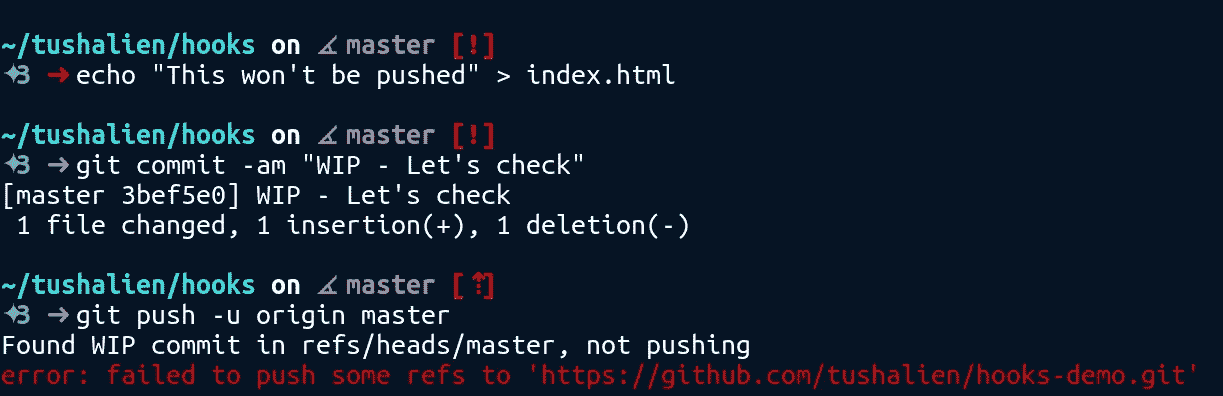 ~/tushalien/hooks on ∡ master [!]
✦3 ➜ echo "This won't be pushed" > index.html
~/tushalien/hooks on ∡ master [!]
✦3 ➜ git commit -am "WIP - Let's check"
[master 3bef5e0] WIP - Let's check
 1 file changed, 1 insertion(+), 1 deletion(-)
~/tushalien/hooks on ∡ master [⇡]
✦3 ➜ git push -u origin master
Found WIP commit in refs/heads/master, not pushing
error: failed to push some refs to 'https://github.com/tushalien/hooks-demo.git'